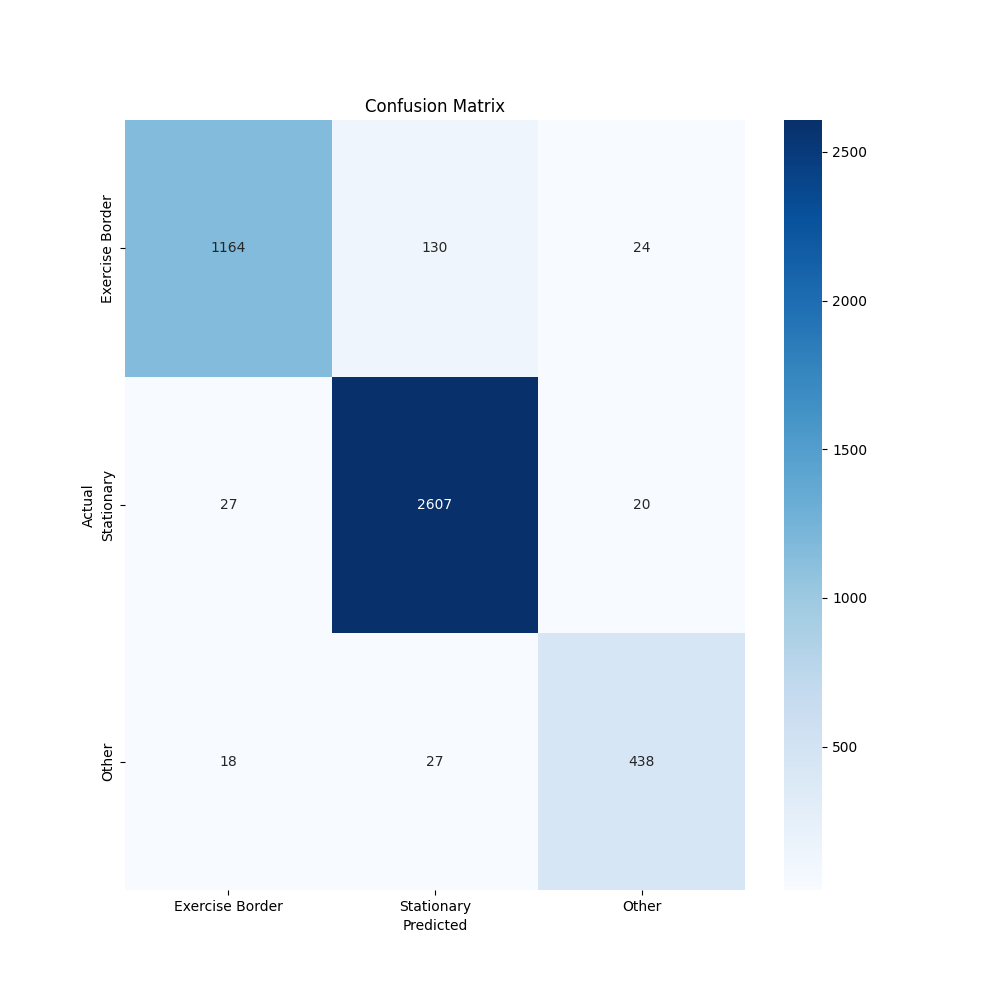 Confusion Matrix
Exercise Border
1164
130
24
Actual
Stationary
27
2607
20
Other
18
27
438
Exercise Border
Stationary
Other
Predicted
2500
2000
1500
1000
500